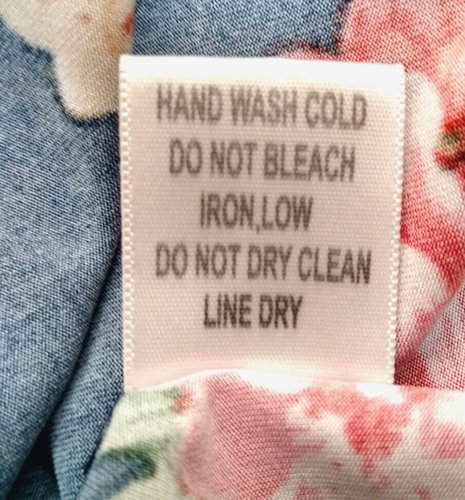 HAND WASH COLD
DO NOT BLEACH
IRON,LOW
DO NOT DRY CLEAN
LINE DRY